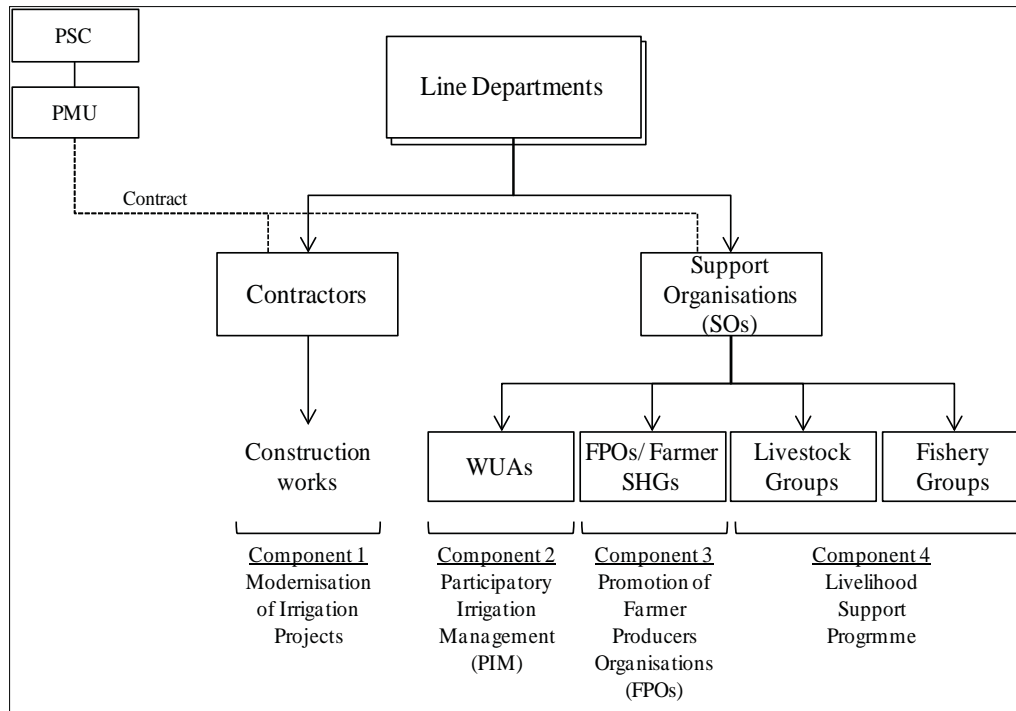 PSC
PMU
Line Departments
Contract
Contractors
Support
Organisations
(SOs)
Construction
works
WUAs
FPOs/ Farmer
SHGs
Livestock
Groups
Fishery
Groups
Component 1
Modernisation
of Irrigation
Projects
Component 2
Participatory
Irrigation
Management
(PIM)
Component 3
Promotion of
Farmer
Producers
Organisations
(FPOs)
Component 4
Livelihood
Support
Progrmme